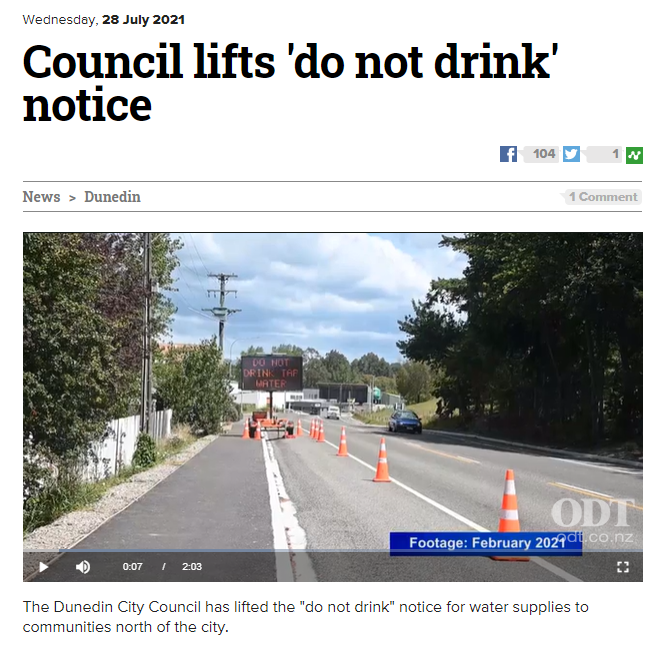 Wednesday, 28 July 2021
Council lifts 'do not drink'
notice
104
1
News > Dunedin
1 Comment
DO NOT
DRINK TAP
WATER
ODT
odt.co.nz
Footage: February 2021
0:07 / 2:03
The Dunedin City Council has lifted the "do not drink" notice for water supplies to
communities north of the city.